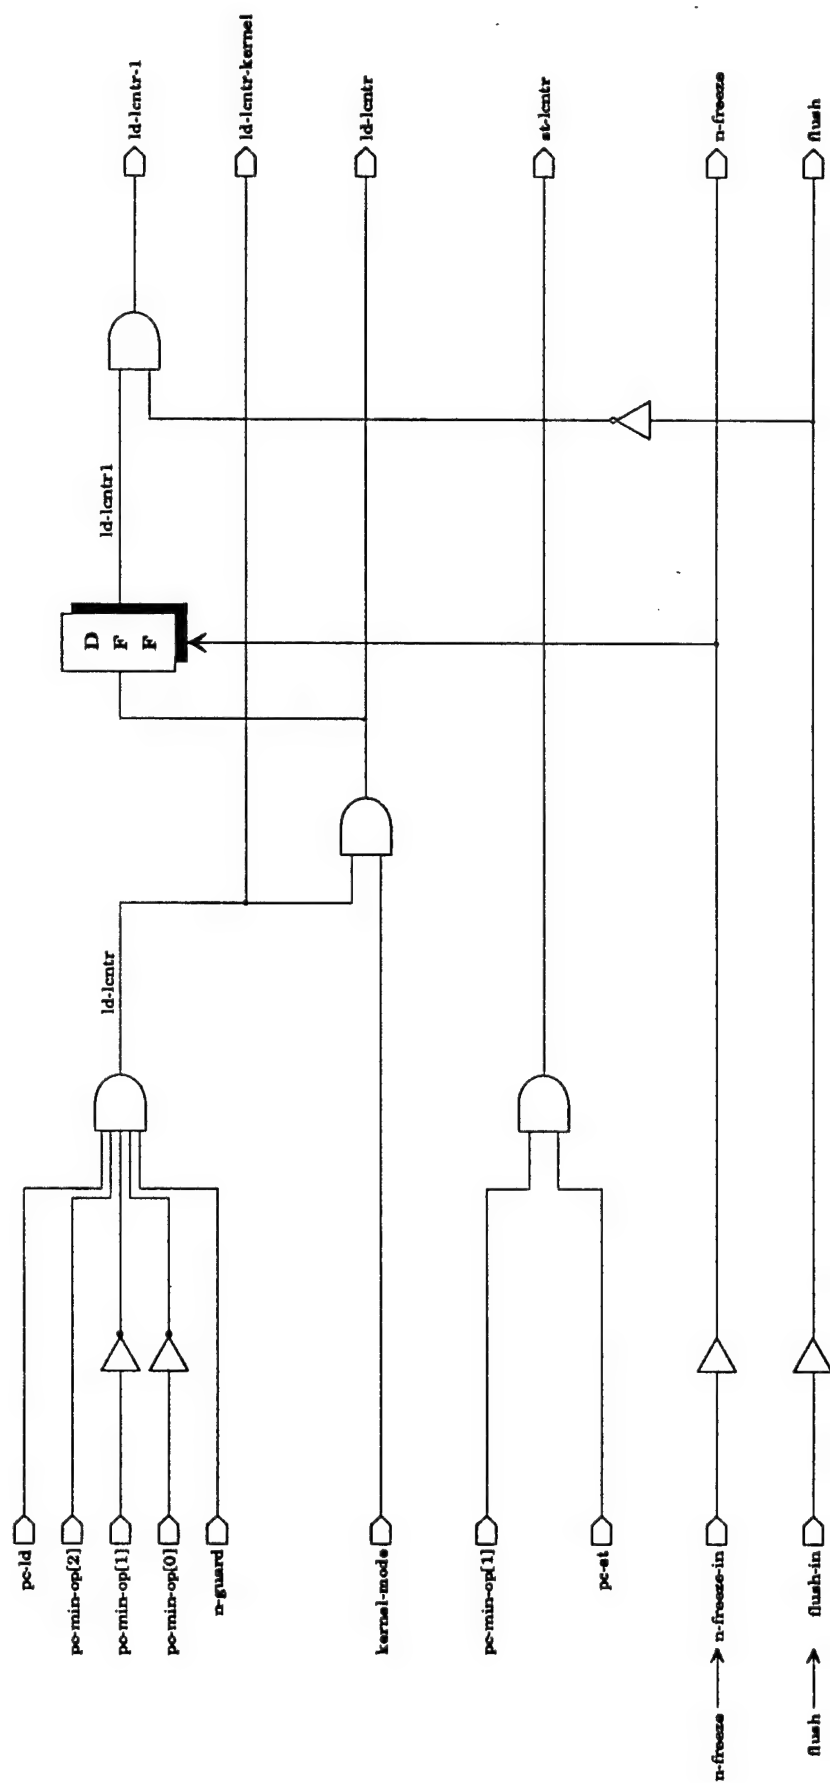 pc-ld
pc-min-op[2]
pc-min-op[1]
pc-min-op[0]
n-guard
kernel-mode
pc-min-op[1]
pc-st
n-freeze
n-freeze-in
flush
flush-in
ld-lcntr
D
F
F
ld-lcntr1
ld-lcntr-1
ld-lcntr-kernel
ld-lcntr
st-lcntr
n-freeze
flush